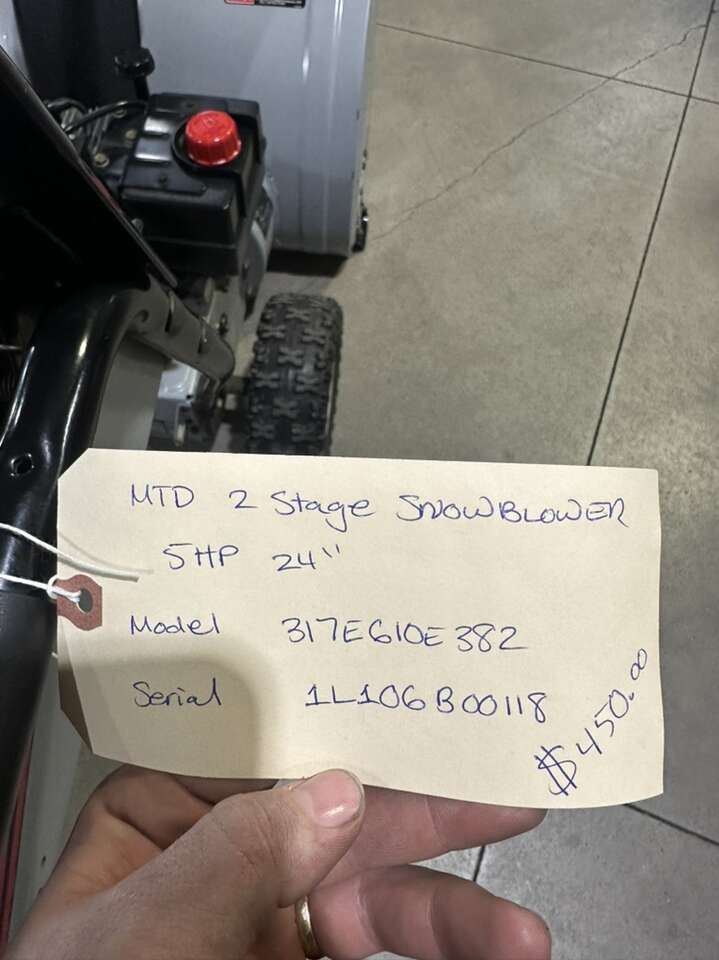 MTD 2 Stage SNOWBLOWER
5HP 24"
Model 317E610E382
Serial 1L106B00118
$450.00